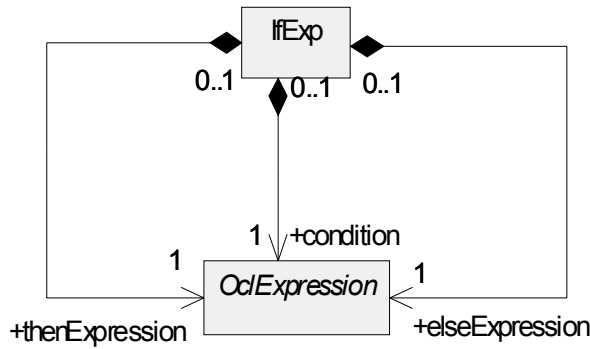 IfExp
0..1
0..1
0..1
1
+condition
1
OclExpression
1
+thenExpression
+elseExpression